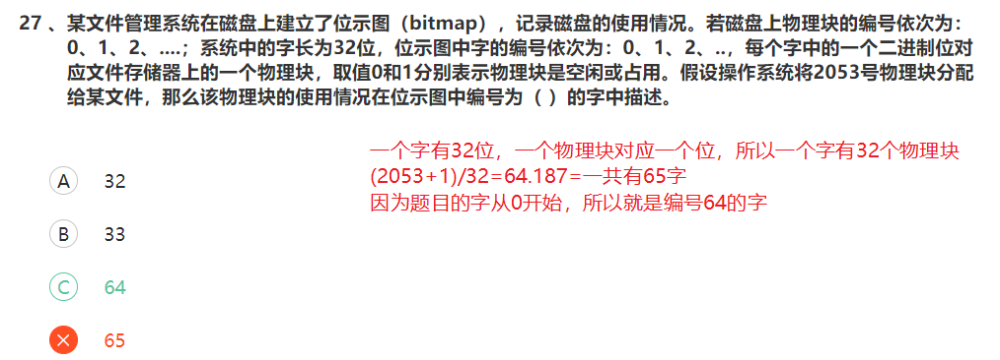 27 、某文件管理系统在磁盘上建立了位示图（bitmap），记录磁盘的使用情况。若磁盘上物理块的编号依次为：
0、1、2、....；系统中的字长为32位，位示图中字的编号依次为：0、1、2、..，每个字中的一个二进制位对
应文件存储器上的一个物理块，取值0和1分别表示物理块是空闲或占用。假设操作系统将2053号物理块分配
给某文件，那么该物理块的使用情况在位示图中编号为（ ）的字中描述。
一个字有32位，一个物理块对应一个位，所以一个字有32个物理块
(2053+1)/32=64.187=一共有65字
因为题目的字从0开始，所以就是编号64的字
A 32
B 33
C 64
65